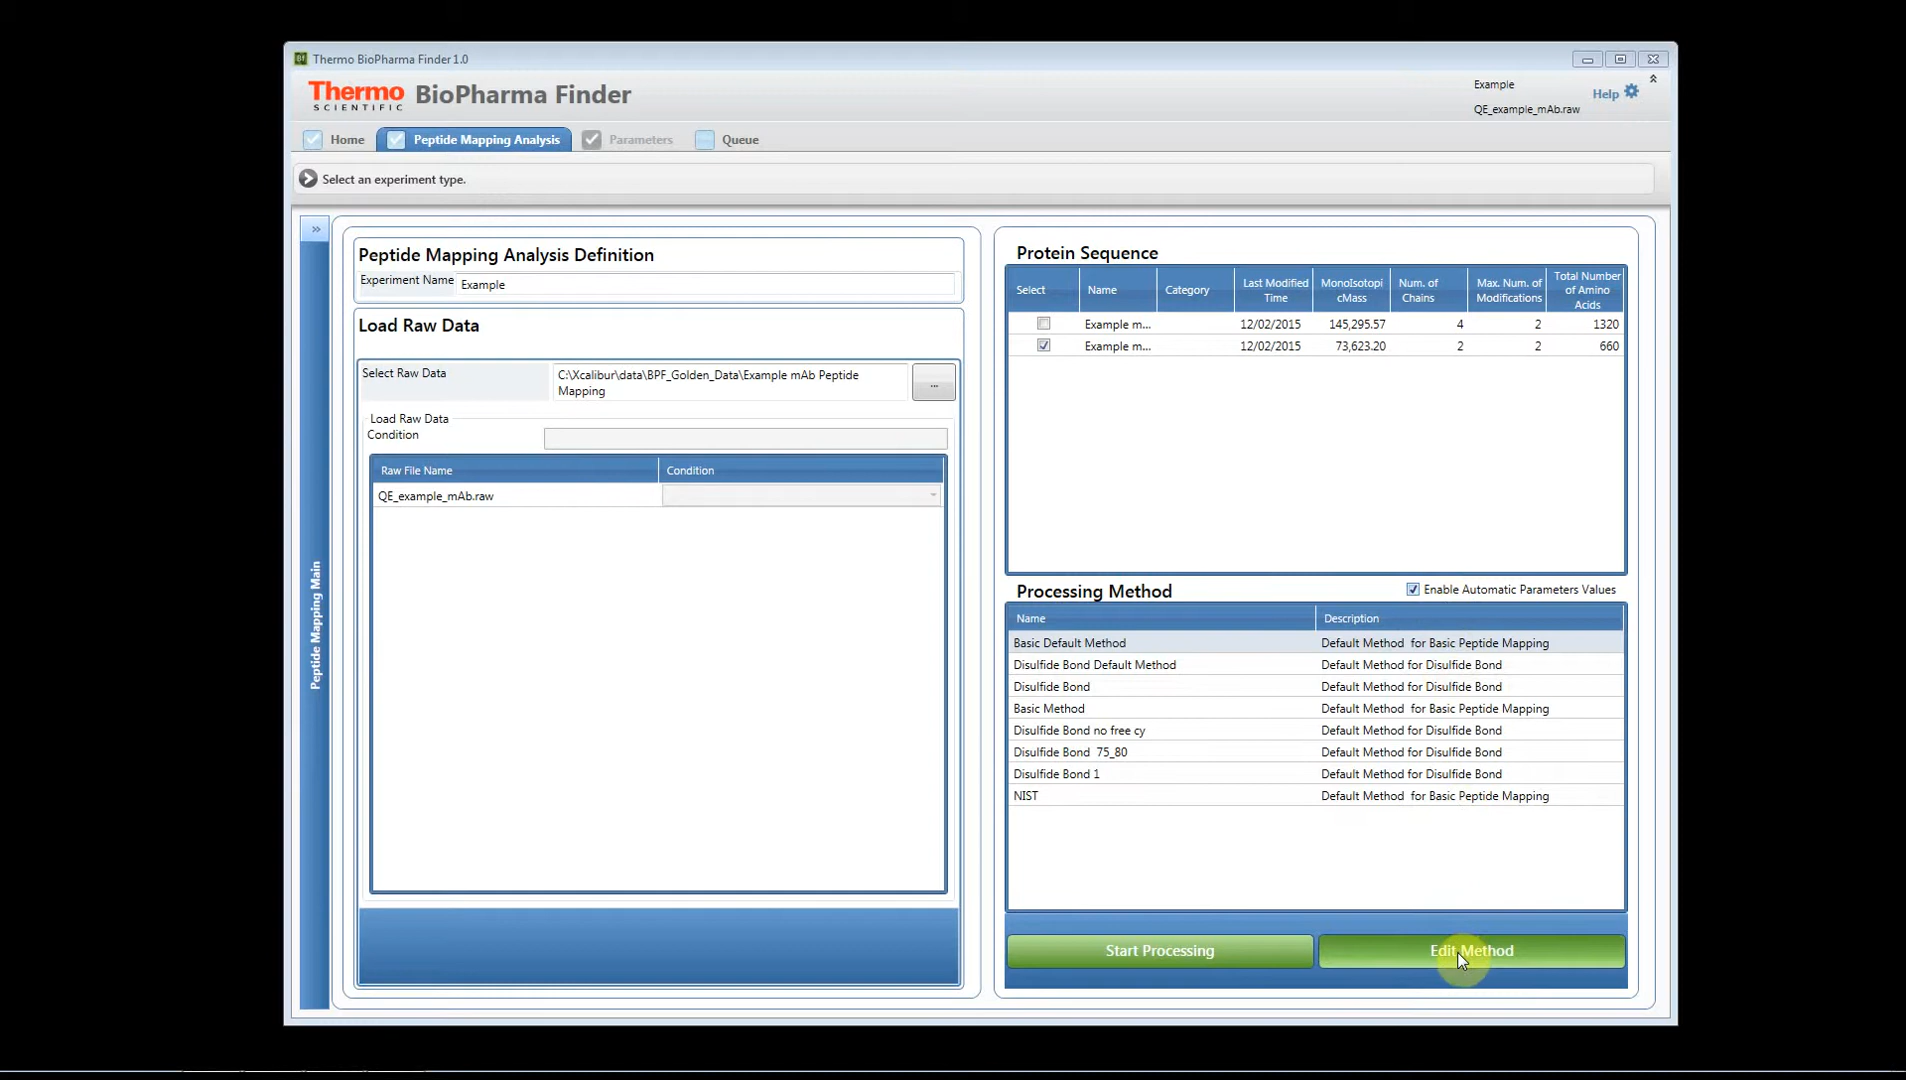 Thermo BioPharma Finder 1.0
Thermo
SCIENTIFIC
BioPharma Finder
Example
QE_example_mAb.raw
Help
Home
Peptide Mapping Analysis
Parameters
Queue
Select an experiment type.
»
Peptide Mapping Main
Peptide Mapping Analysis Definition
Experiment Name
Example
Load Raw Data
Select Raw Data
C:\Xcalibur\data\BPF_Golden_Data\Example mAb Peptide
Mapping
...
Load Raw Data
Condition
Raw File Name Condition
QE_example_mAb.raw
Protein Sequence
Select Name Category Last Modified Time MonoIsotopicMass Num. of Chains Max. Num. of Modifications Total Number of Amino Acids
Example m... 12/02/2015 145,295.57 4 2 1320
Example m... 12/02/2015 73,623.20 2 2 660
Processing Method
Enable Automatic Parameters Values
Name Description
Basic Default Method Default Method for Basic Peptide Mapping
Disulfide Bond Default Method Default Method for Disulfide Bond
Disulfide Bond Default Method for Disulfide Bond
Basic Method Default Method for Basic Peptide Mapping
Disulfide Bond no free cy Default Method for Disulfide Bond
Disulfide Bond 75_80 Default Method for Disulfide Bond
Disulfide Bond 1 Default Method for Disulfide Bond
NIST Default Method for Basic Peptide Mapping
Start Processing
Edit Method